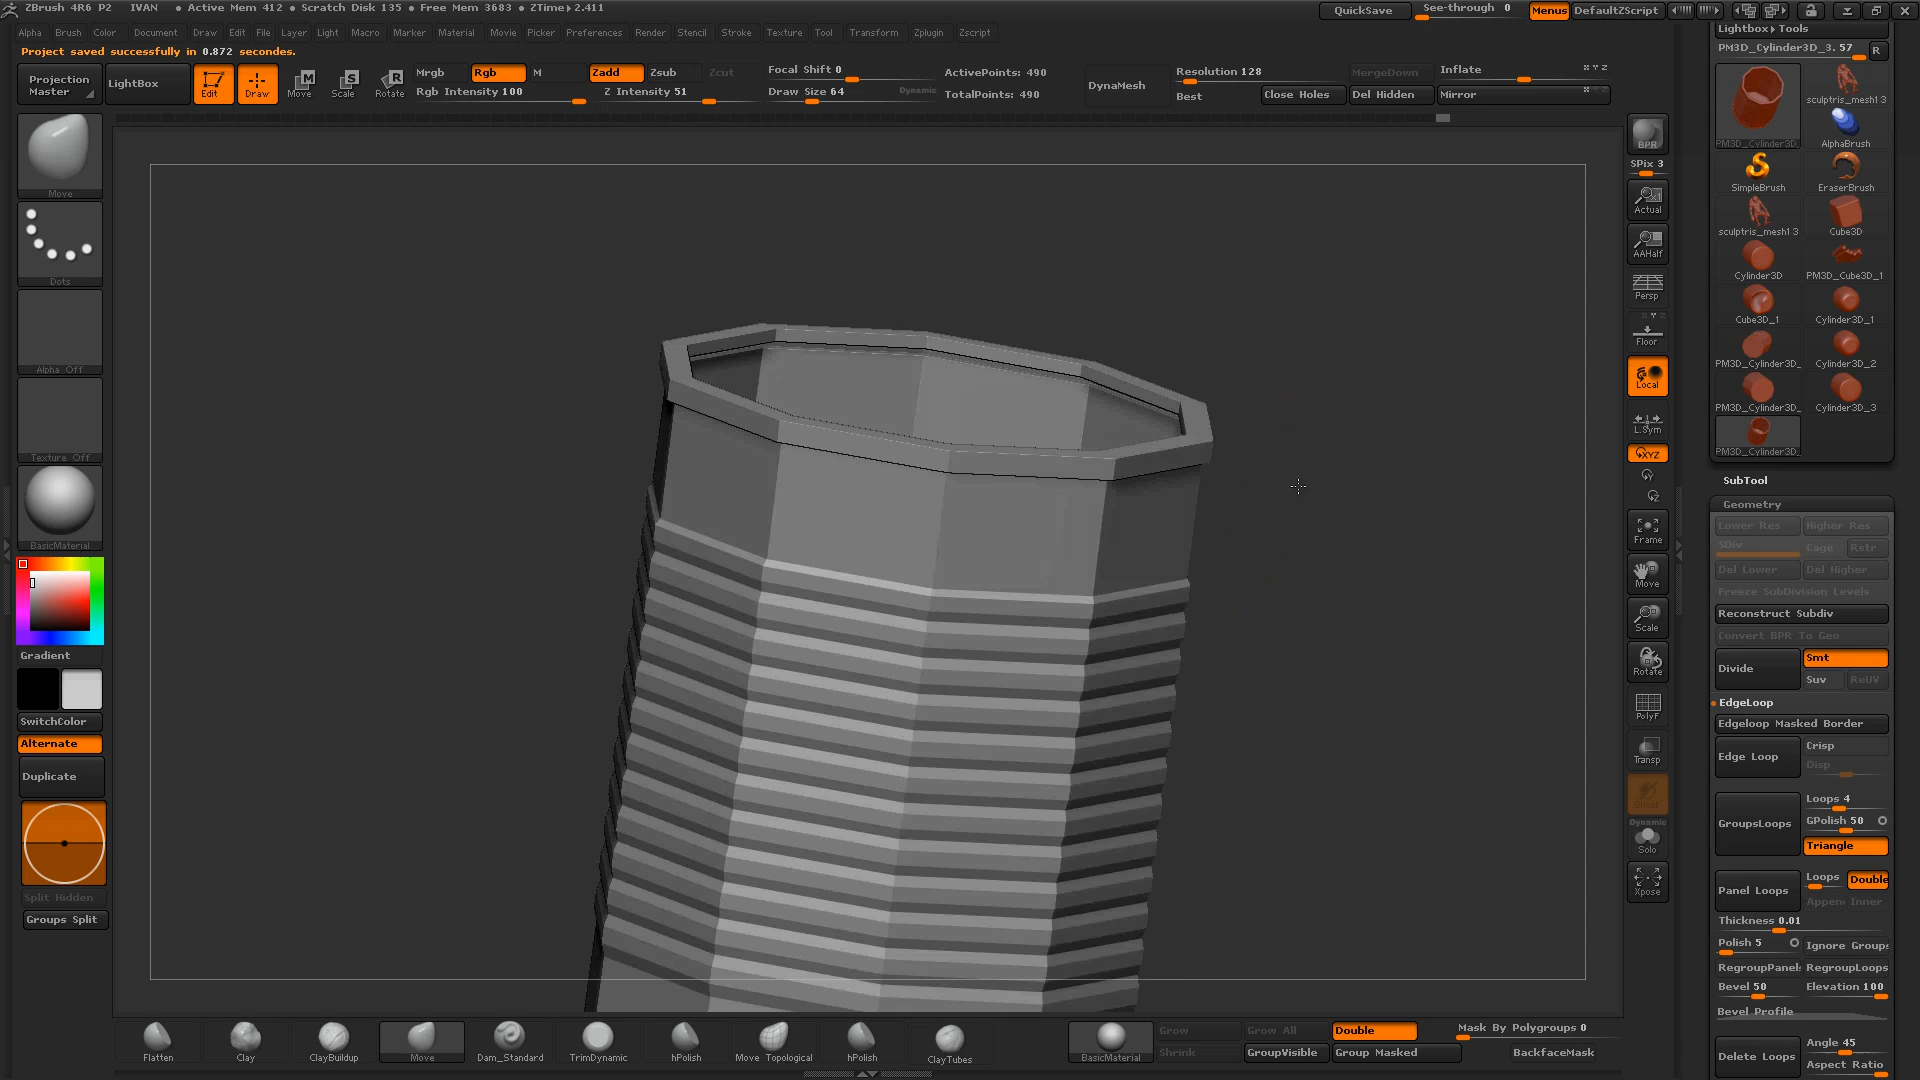 ZBrush 4R6 P2 IVAN • Active Mem 412 • Scratch Disk 135 • Free Mem 3683 • ZTime▸2.411
QuickSave
See-through 0
Menus
DefaultZScript
Alpha Brush Color Document Draw Edit File Layer Light Macro Marker Material Movie Picker Preferences Render Stencil Stroke Texture Tool Transform Zplugin Zscript
Project saved successfully in 0.872 secondes.
Projection Master
LightBox
Edit
Draw
Move
Scale
Rotate
Mrgb Rgb M
Rgb Intensity 100
Zadd Zsub Zcut
Z Intensity 51
Focal Shift 0
Draw Size 64
Dynamic
ActivePoints: 490
TotalPoints: 490
DynaMesh
Resolution 128
Best
Close Holes
MergeDown
Del Hidden
Inflate
Mirror
X Y Z
Move
Dots
Alpha Off
Texture Off
BasicMaterial
Gradient
SwitchColor
Alternate
Duplicate
Split Hidden
Groups Split
BPR
SPix 3
Actual
AAHalf
Persp
Floor
Local
L.Sym
XYZ
Frame
Move
Scale
Rotate
PolyF
Transp
Ghost
Dynamic
Solo
Xpose
Lightbox▸Tools
PM3D_Cylinder3D_3. 57
R
PM3D_Cylinder3D_
sculptris_mesh13
AlphaBrush
SimpleBrush
EraserBrush
sculptris_mesh13
Cube3D
Cylinder3D
PM3D_Cube3D_1
Cube3D_1
Cylinder3D_1
PM3D_Cylinder3D_
Cylinder3D_2
PM3D_Cylinder3D_
Cylinder3D_3
PM3D_Cylinder3D_
SubTool
Geometry
Lower Res
Higher Res
SDiv
Cage
Rstr
Del Lower
Del Higher
Freeze SubDivision Levels
Reconstruct Subdiv
Convert BPR To Geo
Divide
Smt
Suv
ReUV
EdgeLoop
Edgeloop Masked Border
Edge Loop
Crisp
Disp
GroupsLoops
Loops 4
GPolish 50
Triangle
Panel Loops
Loops
Double
Append
Inner
Thickness 0.01
Polish 5
Ignore Groups
RegroupPanels
RegroupLoops
Bevel 50
Elevation 100
Bevel Profile
Delete Loops
Angle 45
Aspect Ratio
Flatten
Clay
ClayBuildup
Move
Dam_Standard
TrimDynamic
hPolish
Move Topological
hPolish
ClayTubes
BasicMaterial
Grow
Grow All
Double
Mask By Polygroups 0
Shrink
GroupVisible
Group Masked
BackfaceMask